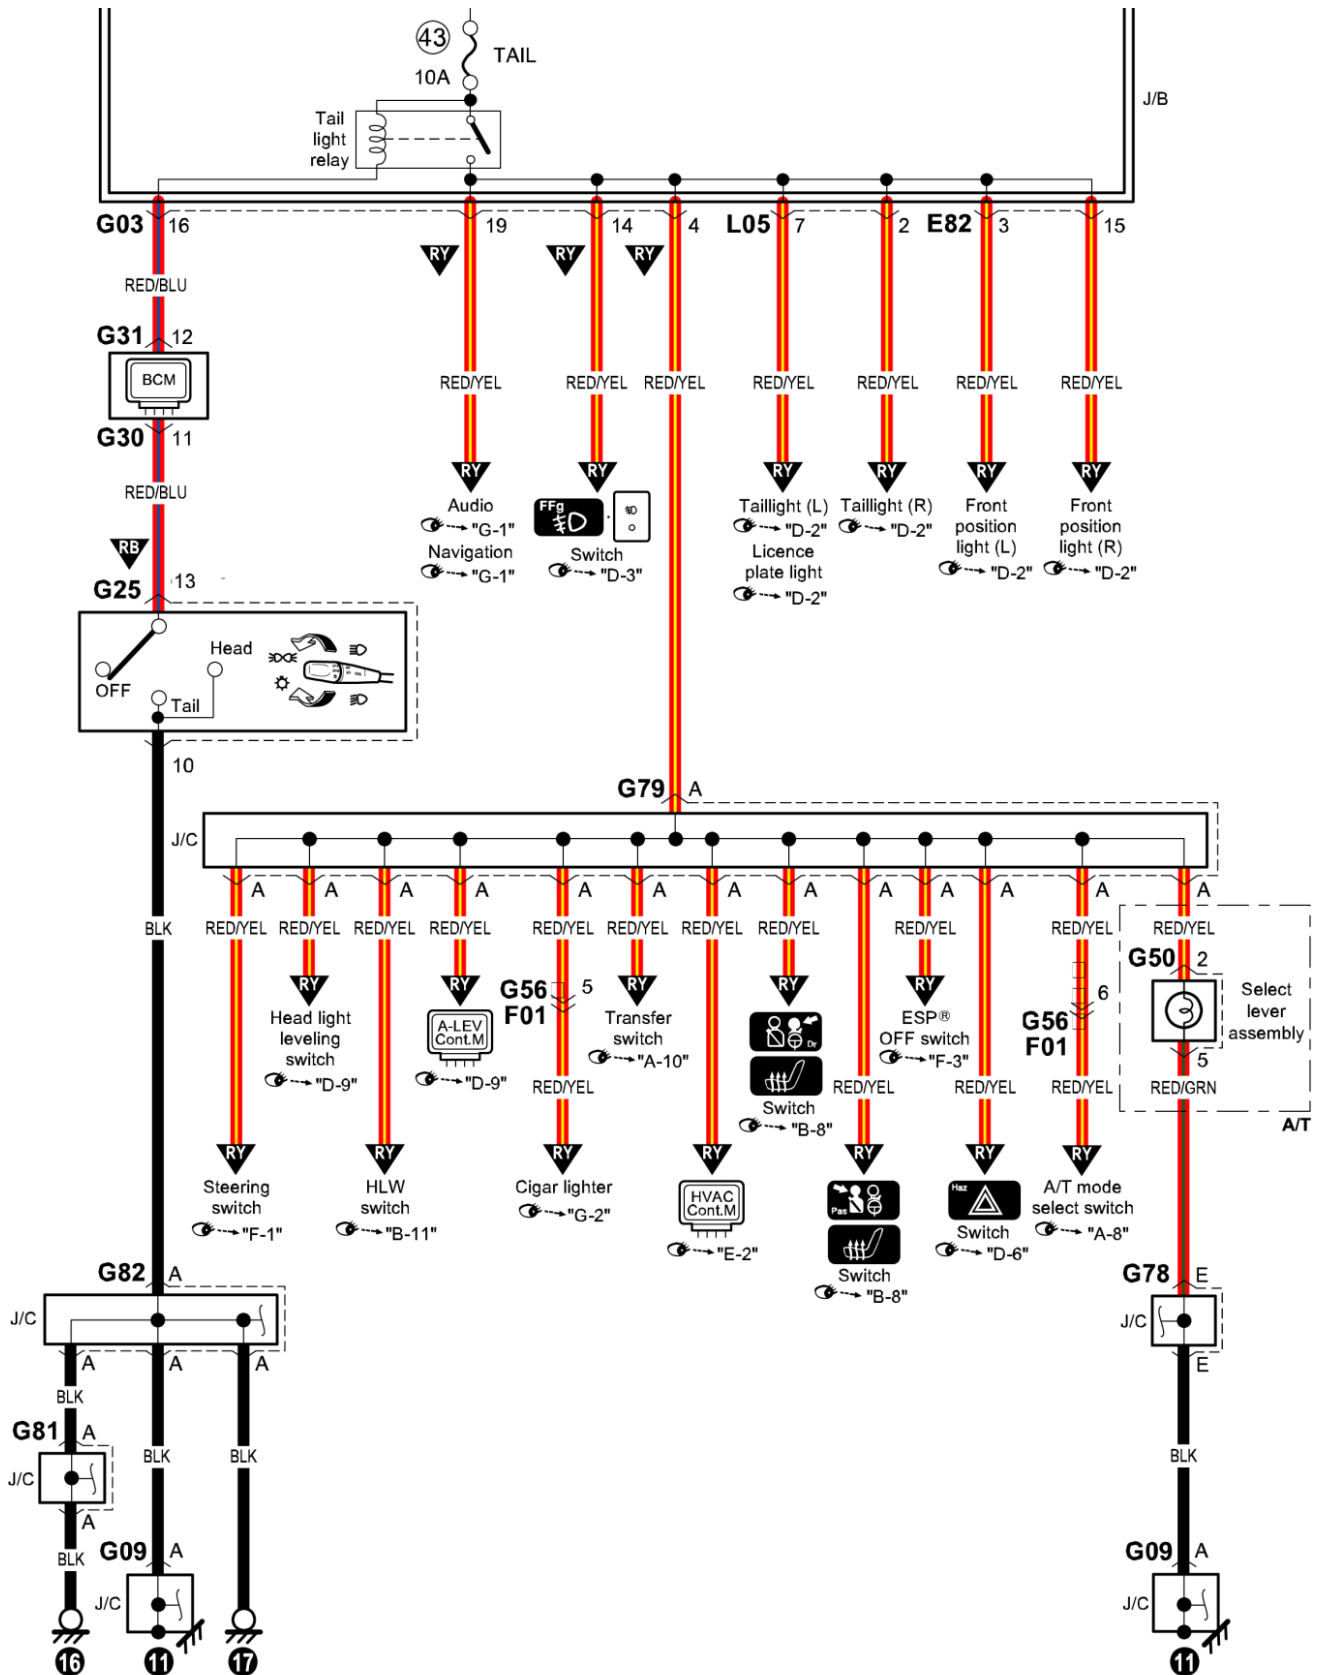 43
TAIL
10A
J/B
Tail
light
relay
G03 16 19 14 4 L05 7 2 E82 3 15
RY RY RY
RED/BLU
G31 12
BCM
RED/YEL RED/YEL RED/YEL RED/YEL RED/YEL RED/YEL RED/YEL
G30 11
RY RY RY RY RY RY
RED/BLU
Audio
"G-1"
Navigation
"G-1"
FFg
Switch
"D-3"
Taillight (L)
"D-2"
Licence
plate light
"D-2"
Taillight (R)
"D-2"
Front
position
light (L)
"D-2"
Front
position
light (R)
"D-2"
RB
G25 13
Head
OFF
Tail
10
G79 A
J/C
A A A A A A A A A A A A A
BLK
RED/YEL RED/YEL RED/YEL RED/YEL RED/YEL RED/YEL RED/YEL RED/YEL RED/YEL RED/YEL RED/YEL
G50 2
RY RY RY RY RY
G56 5
F01
6
G56
F01
Select
lever
assembly
Head light
leveling
switch
"D-9"
A-LEV
Cont.M
"D-9"
Transfer
switch
"A-10"
Dr
Switch
"B-8"
ESP®
OFF switch
"F-3"
5
RED/YEL RED/YEL RED/YEL RED/GRN
A/T
RY RY RY RY RY RY RY
Steering
switch
"F-1"
HLW
switch
"B-11"
Cigar lighter
"G-2"
HVAC
Cont.M
"E-2"
Pas
Switch
"B-8"
Haz
Switch
"D-6"
A/T mode
select switch
"A-8"
G82 A
G78 E
J/C
J/C
A A A
E
BLK
G81 A
BLK BLK BLK
J/C
A
BLK
G09 A
G09 A
J/C
J/C
16 11 17 11